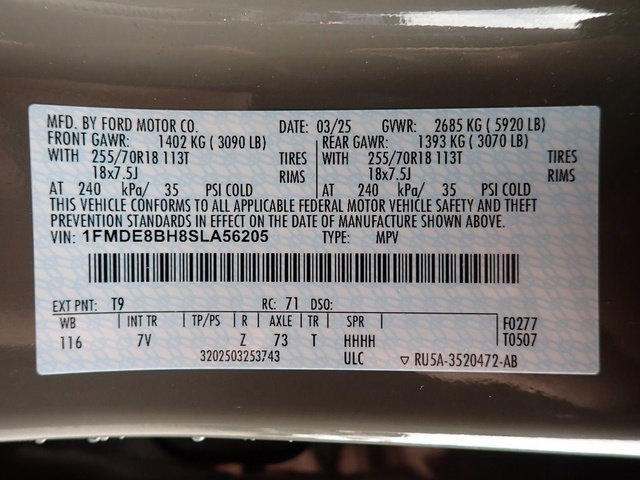 MFD. BY FORD MOTOR CO. DATE: 03/25 GVWR: 2685 KG ( 5920 LB)
FRONT GAWR: 1402 KG ( 3090 LB) REAR GAWR: 1393 KG ( 3070 LB)
WITH 255/70R18 113T TIRES WITH 255/70R18 113T TIRES
18x7.5J RIMS 18x7.5J RIMS
AT 240 kPa/ 35 PSI COLD AT 240 kPa/ 35 PSI COLD
THIS VEHICLE CONFORMS TO ALL APPLICABLE FEDERAL MOTOR VEHICLE SAFETY AND THEFT
PREVENTION STANDARDS IN EFFECT ON THE DATE OF MANUFACTURE SHOWN ABOVE.
VIN: 1FMDE8BH8SLA56205 TYPE: MPV
EXT PNT: T9 RC: 71 DSO:
WB INT TR TP/PS R AXLE TR SPR F0277
116 7V Z 73 T HHHH T0507
3202503253743 ULC ▽ RU5A-3520472-AB